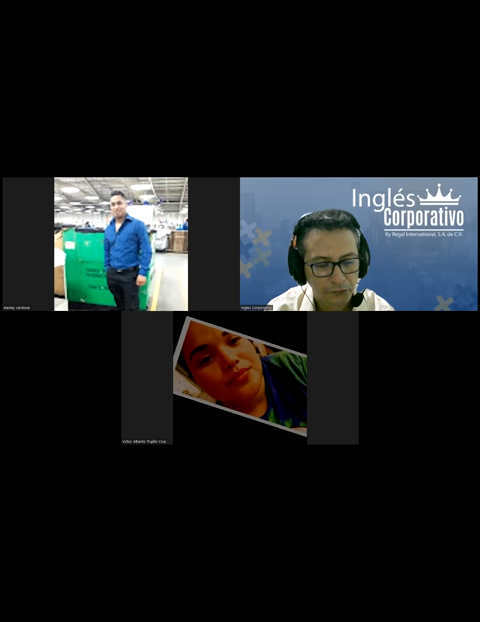 Inglés
Corporativo
By Regal International, S.A. de C.V.
Inglés Corporativo
Victor Alberto Trujillo Cruz